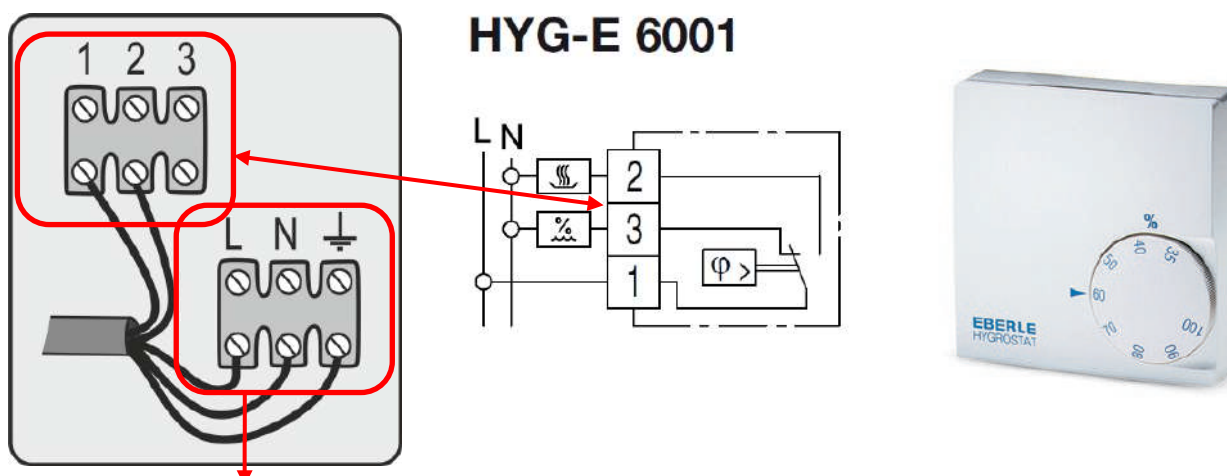 HYG-E 6001
1 2 3
L N
L N
2
3
1
%
φ >
%
35
40
50
60
70
80
90
100
EBERLE
HYGROSTAT